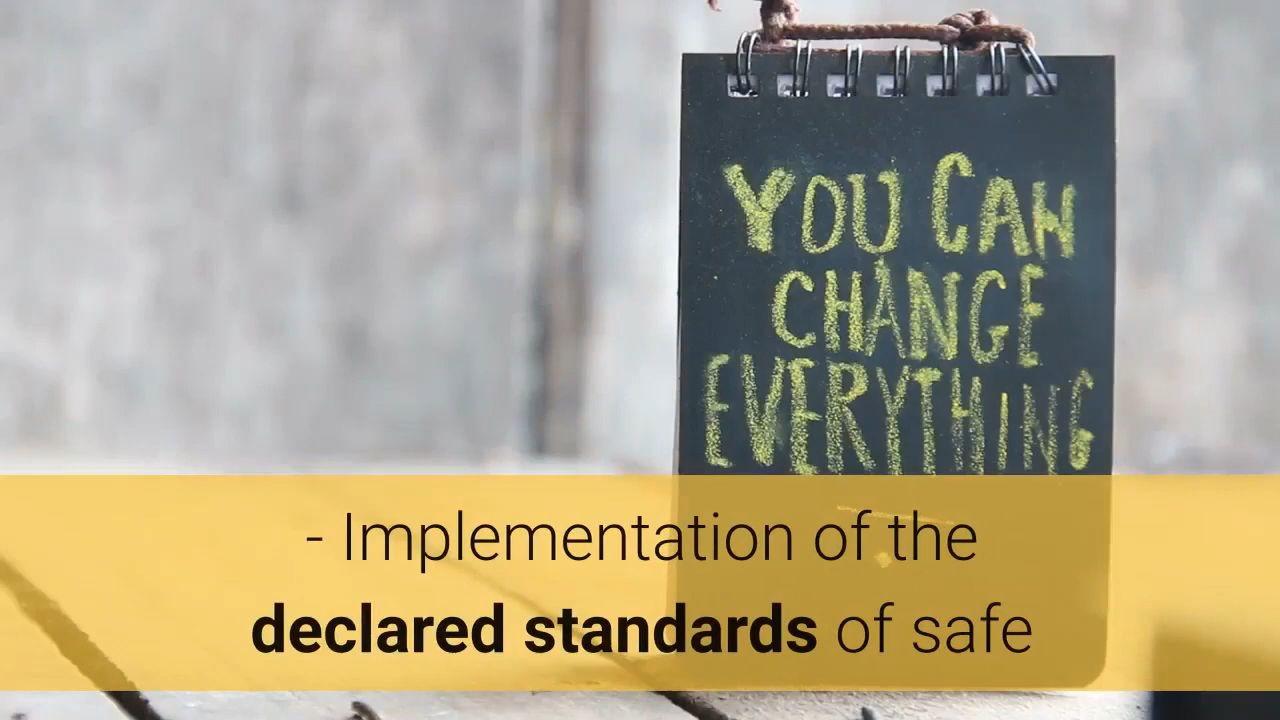 YOU CAN
CHANGE
EVERYTHING
- Implementation of the
declared standards of safe